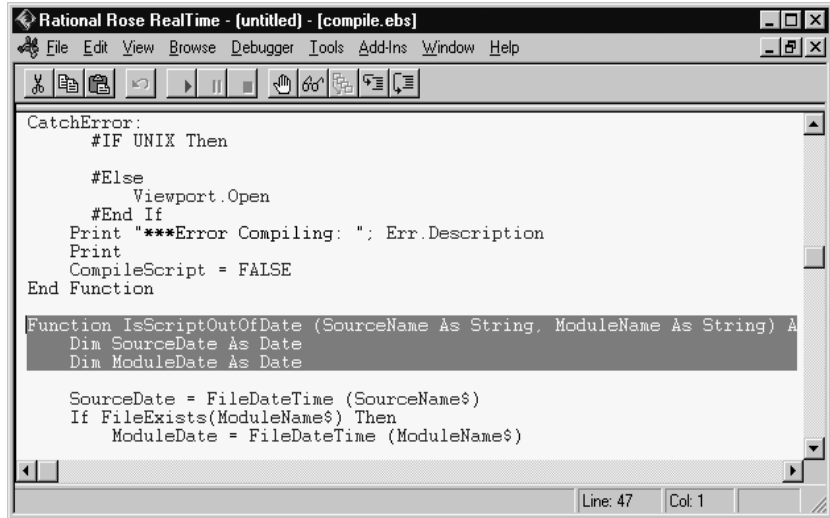 Rational Rose RealTime - (untitled) - [compile.ebs]
File Edit View Browse Debugger Tools Add-Ins Window Help
CatchError:
#IF UNIX Then
#Else
Viewport.Open
#End If
Print "***Error Compiling: "; Err.Description
Print
CompileScript = FALSE
End Function
Function IsScriptOutOfDate (SourceName As String, ModuleName As String) A
Dim SourceDate As Date
Dim ModuleDate As Date
SourceDate = FileDateTime (SourceName$)
If FileExists(ModuleName$) Then
ModuleDate = FileDateTime (ModuleName$)
Line: 47 Col: 1